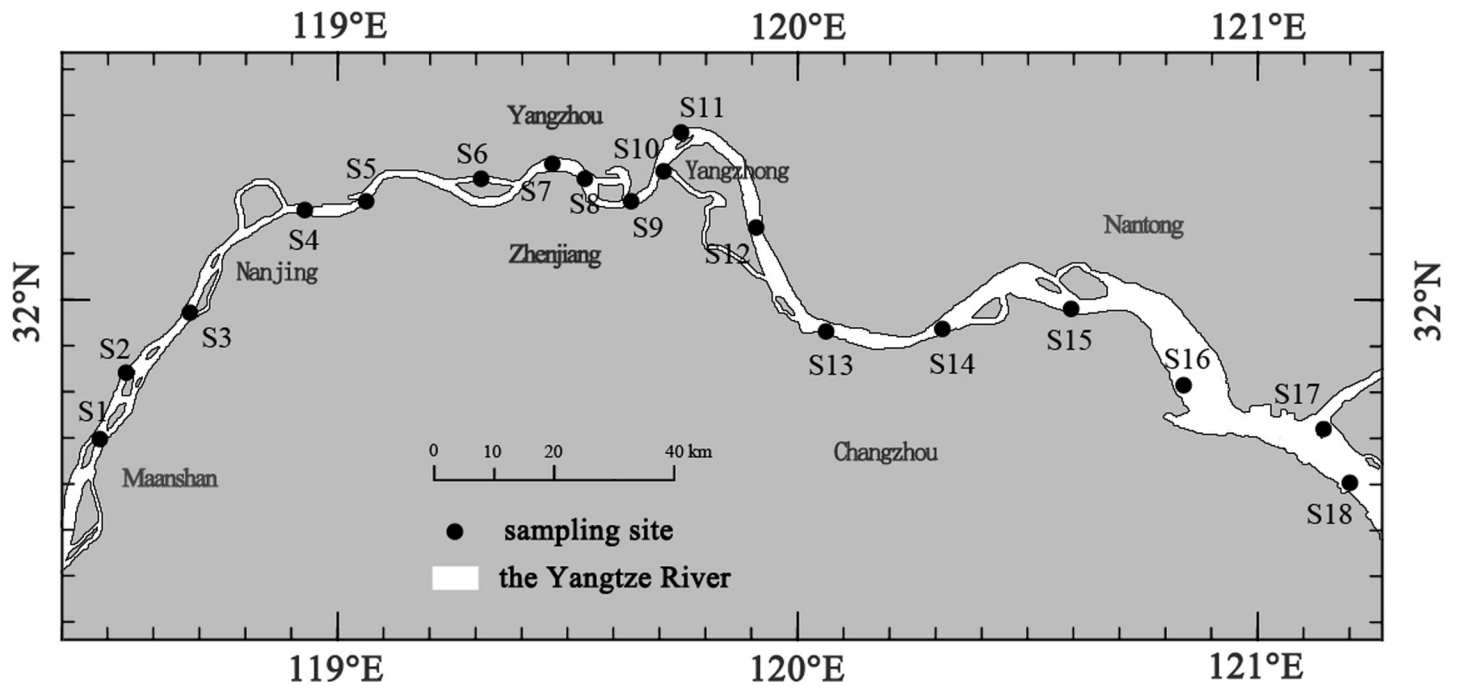 119°E 120°E 121°E
Yangzhou
S11
S10
S6
S5
Yangzhong
S7
S8
S9
S4
Nantong
Zhenjiang
S12
Nanjing
32°N
32°N
S3
S2
S13
S14
S15
S16
S17
S1
Changzhou
0 10 20 40 km
Maanshan
S18
sampling site
the Yangtze River
119°E 120°E 121°E